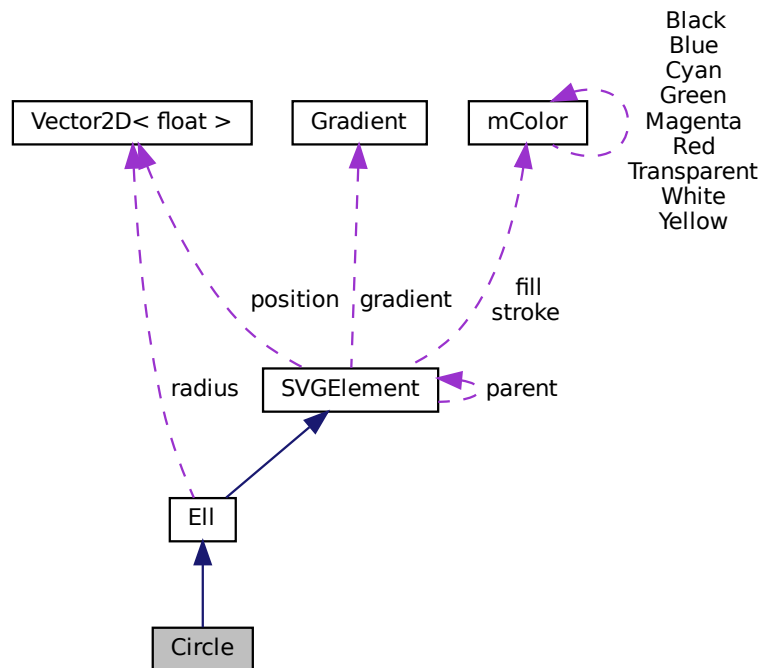 Black
Blue
Cyan
Green
Magenta
Red
Transparent
White
Yellow
Vector2D< float >
Gradient
mColor
position
gradient
fill
stroke
radius
SVGElement
parent
Ell
Circle